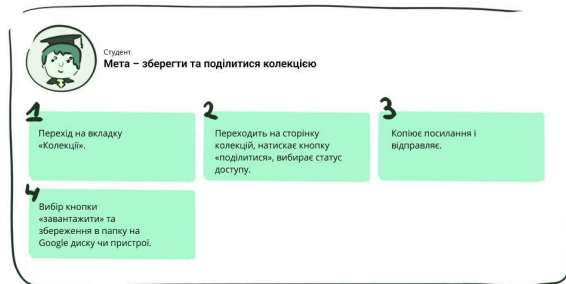 Студент
Мета – зберегти та поділитися колекцією
1
Перехід на вкладку
«Колекції».
2
Переходить на сторінку
колекцій, натискає кнопку
«поділитися», вибирає статус
доступу.
3
Копіює посилання і
відправляє.
4
Вибір кнопки
«завантажити» та
збереження в папку на
Google диску чи пристрої.